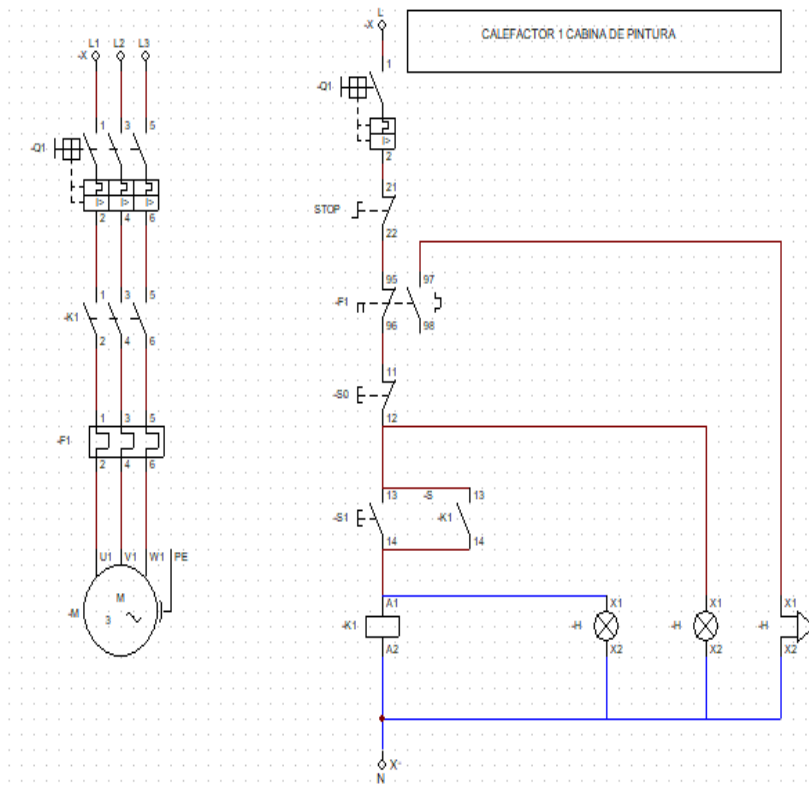 L
-X
CALEFACTOR 1 CABINA DE PINTURA
L1 L2 L3
-X
1
-Q1
I>
2
1 3 5
-Q1
I> I> I>
2 4 6
21
STOP
22
95 97
-F1
96 98
1 3 5
-K1
2 4 6
11
-S0
12
1 3 5
-F1
2 4 6
13 -S 13
-S1 -K1
14 14
U1 V1 W1 PE
M
-M 3
A1 X1 X1 X1
-K1 -H -H -H
A2 X2 X2 X2
X
N